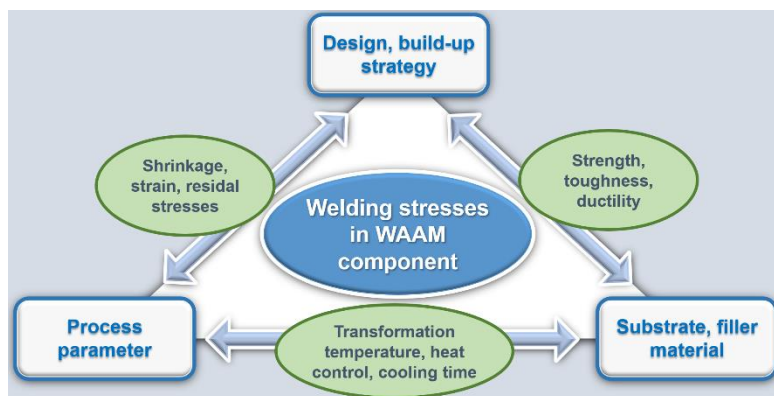 Design, build-up
strategy
Shrinkage,
strain, residal
stresses
Strength,
toughness,
ductility
Welding stresses
in WAAM
component
Process
parameter
Transformation
temperature, heat
control, cooling time
Substrate, filler
material